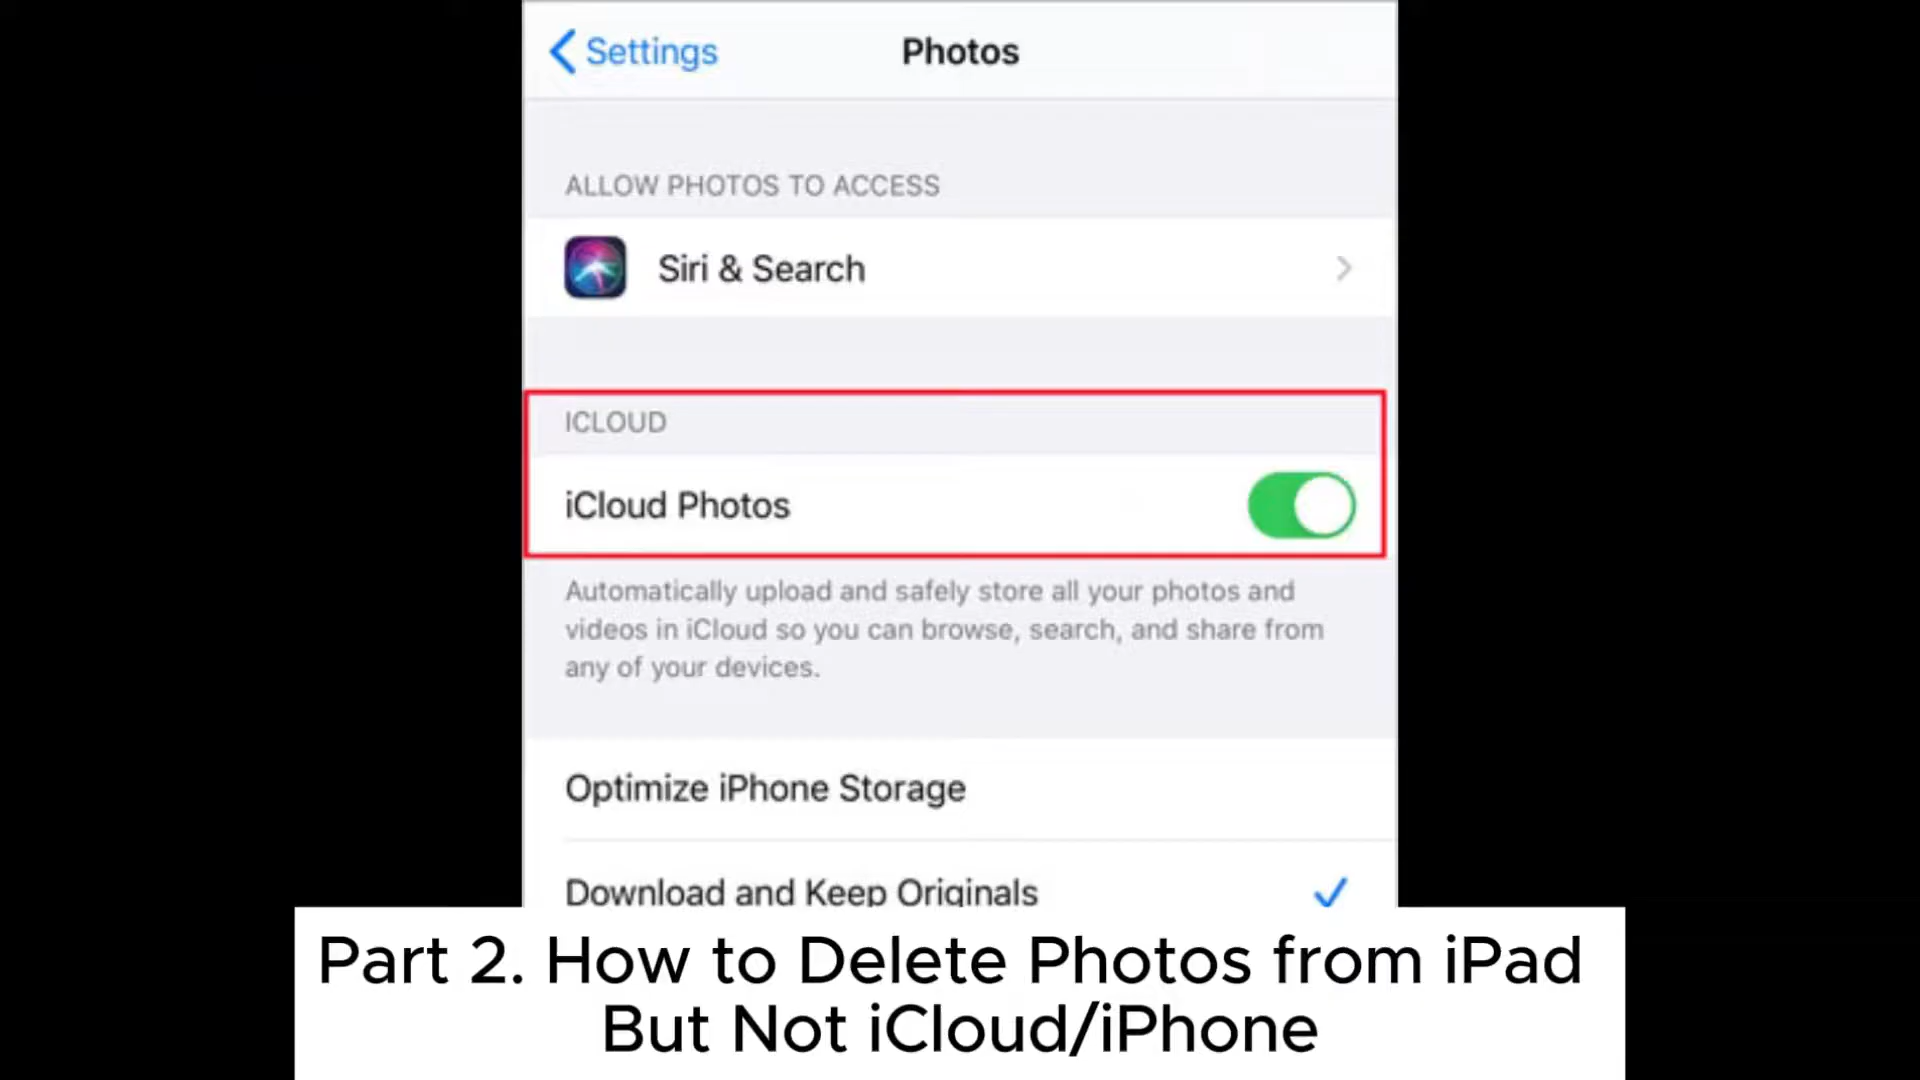 Settings
Photos
ALLOW PHOTOS TO ACCESS
Siri & Search
ICLOUD
iCloud Photos
Automatically upload and safely store all your photos and
videos in iCloud so you can browse, search, and share from
any of your devices.
Optimize iPhone Storage
Download and Keep Originals
Part 2. How to Delete Photos from iPad
But Not iCloud/iPhone